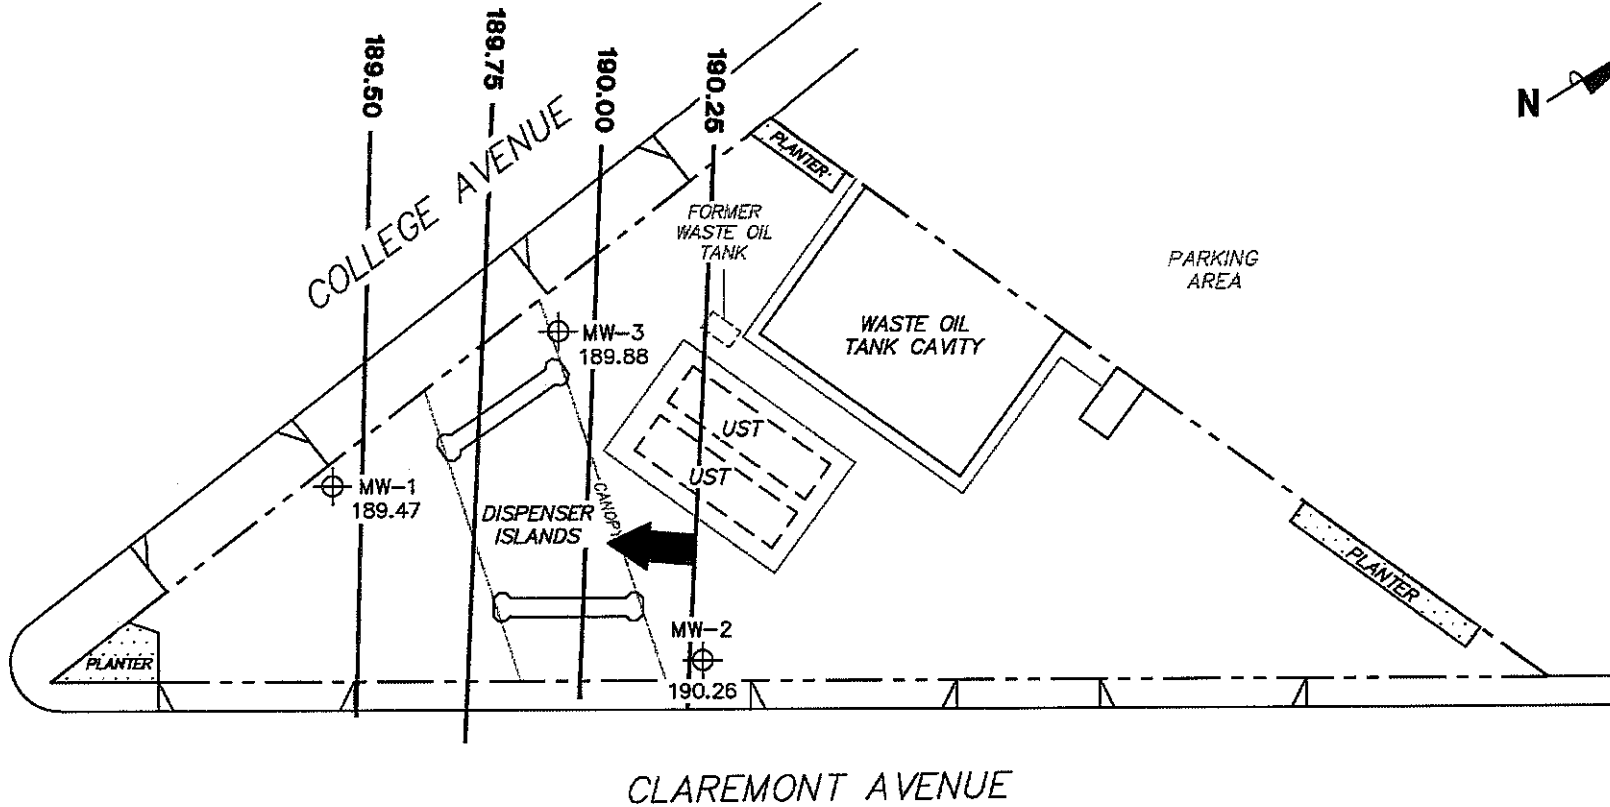 189.50
189.75
190.00
190.25
COLLEGE AVENUE
N
PLANTER
FORMER
WASTE OIL
TANK
PARKING
AREA
WASTE OIL
TANK CAVITY
MW-3
189.88
UST
UST
MW-1
189.47
CANOPY
DISPENSER
ISLANDS
PLANTER
MW-2
190.26
PLANTER
CLAREMONT AVENUE